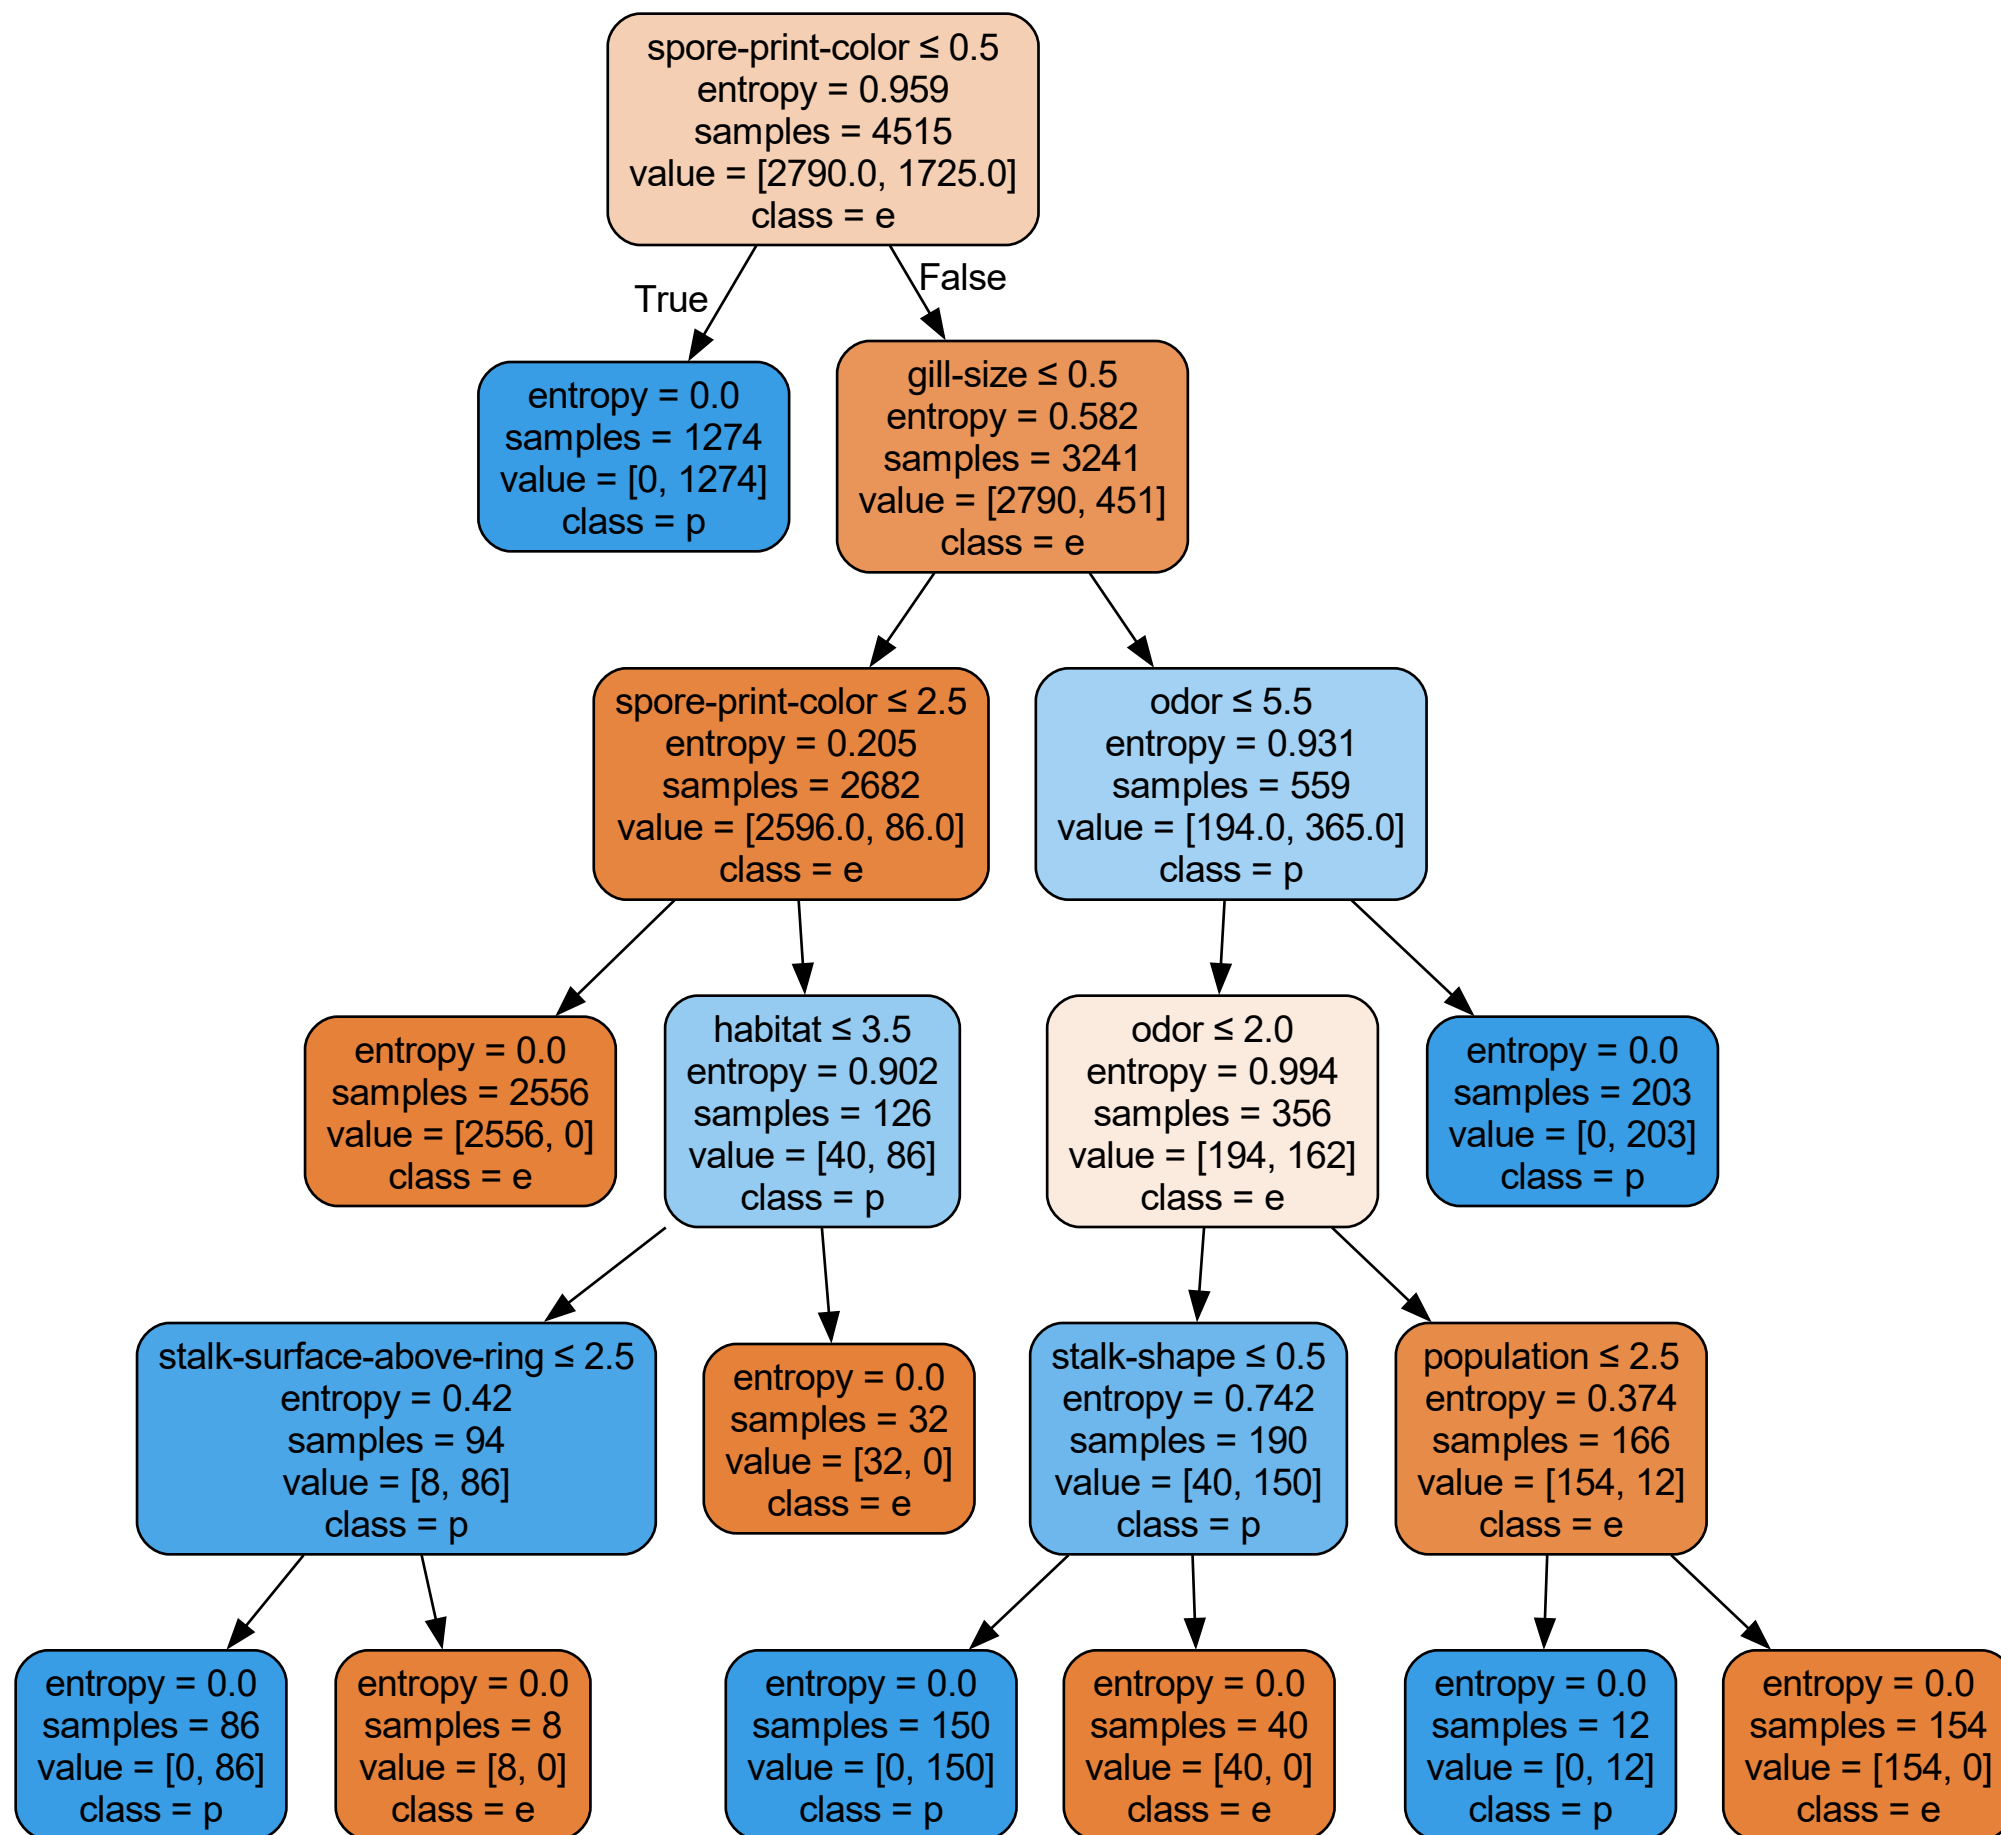 spore-print-color ≤ 0.5
entropy = 0.959
samples = 4515
value = [2790.0, 1725.0]
class = e
True
False
entropy = 0.0
samples = 1274
value = [0, 1274]
class = p
gill-size ≤ 0.5
entropy = 0.582
samples = 3241
value = [2790, 451]
class = e
spore-print-color ≤ 2.5
entropy = 0.205
samples = 2682
value = [2596.0, 86.0]
class = e
odor ≤ 5.5
entropy = 0.931
samples = 559
value = [194.0, 365.0]
class = p
entropy = 0.0
samples = 2556
value = [2556, 0]
class = e
habitat ≤ 3.5
entropy = 0.902
samples = 126
value = [40, 86]
class = p
odor ≤ 2.0
entropy = 0.994
samples = 356
value = [194, 162]
class = e
entropy = 0.0
samples = 203
value = [0, 203]
class = p
stalk-surface-above-ring ≤ 2.5
entropy = 0.42
samples = 94
value = [8, 86]
class = p
entropy = 0.0
samples = 32
value = [32, 0]
class = e
stalk-shape ≤ 0.5
entropy = 0.742
samples = 190
value = [40, 150]
class = p
population ≤ 2.5
entropy = 0.374
samples = 166
value = [154, 12]
class = e
entropy = 0.0
samples = 86
value = [0, 86]
class = p
entropy = 0.0
samples = 8
value = [8, 0]
class = e
entropy = 0.0
samples = 150
value = [0, 150]
class = p
entropy = 0.0
samples = 40
value = [40, 0]
class = e
entropy = 0.0
samples = 12
value = [0, 12]
class = p
entropy = 0.0
samples = 154
value = [154, 0]
class = e